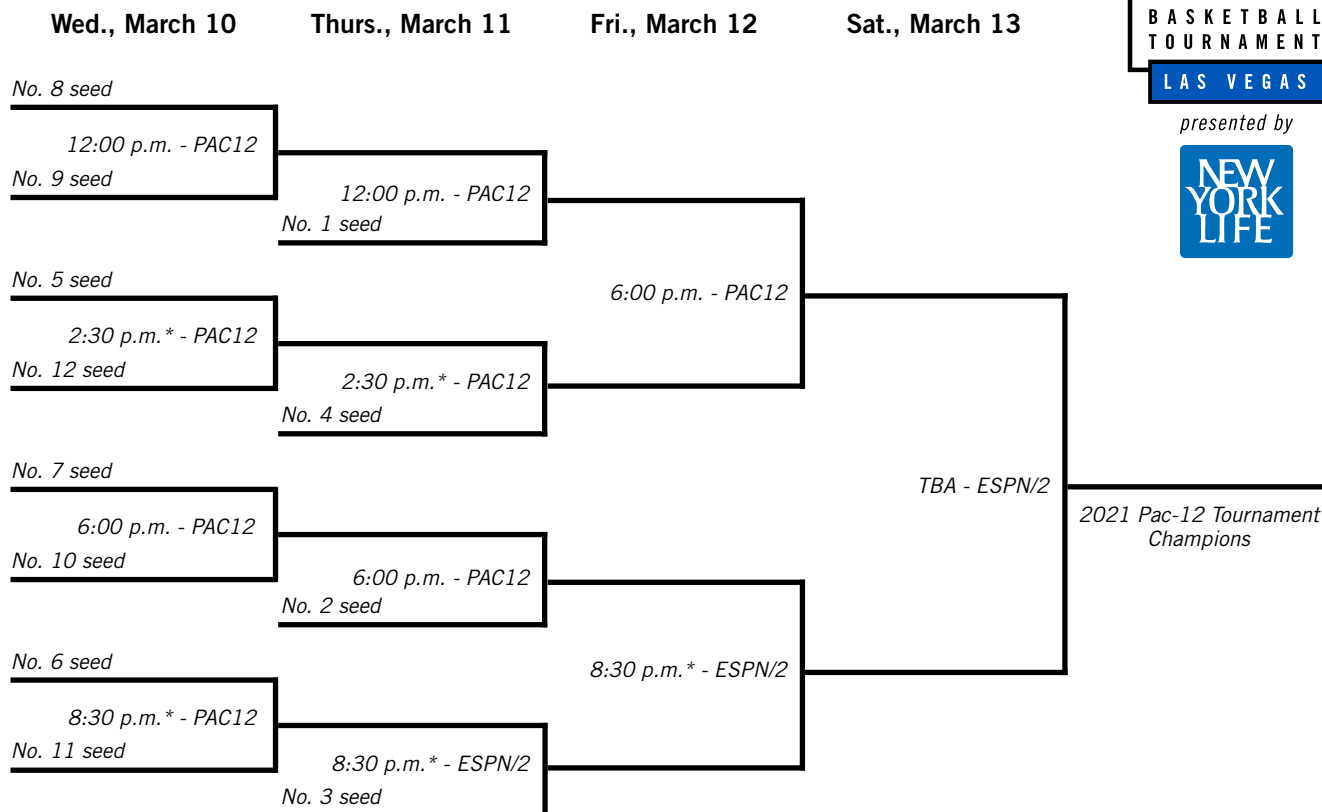 Wed., March 10
Thurs., March 11
Fri., March 12
Sat., March 13
BASKETBALL
TOURNAMENT
LAS VEGAS
presented by
NEW
YORK
LIFE
No. 8 seed
12:00 p.m. - PAC12
No. 9 seed
12:00 p.m. - PAC12
No. 1 seed
No. 5 seed
2:30 p.m.* - PAC12
No. 12 seed
2:30 p.m.* - PAC12
No. 4 seed
6:00 p.m. - PAC12
No. 7 seed
6:00 p.m. - PAC12
No. 10 seed
6:00 p.m. - PAC12
No. 2 seed
No. 6 seed
8:30 p.m.* - PAC12
No. 11 seed
8:30 p.m.* - ESPN/2
No. 3 seed
8:30 p.m.* - ESPN/2
TBA - ESPN/2
2021 Pac-12 Tournament
Champions